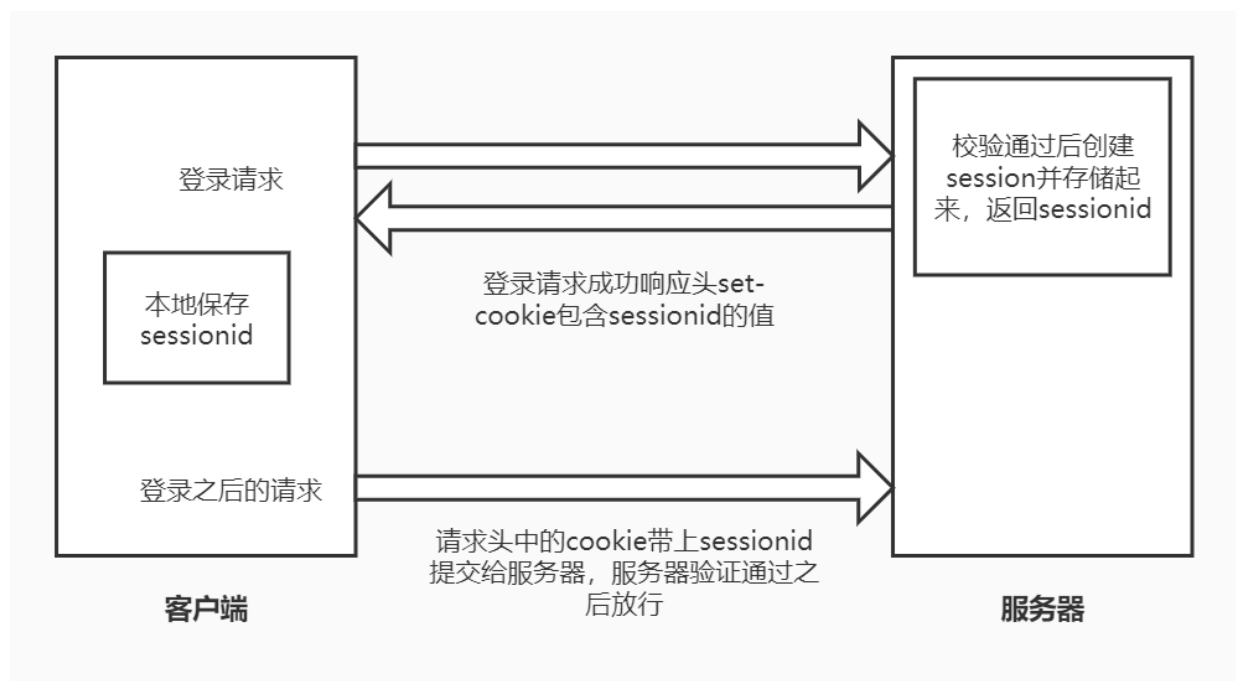 登录请求
校验通过后创建
session并存储起
来，返回sessionid
登录请求成功响应头set-
cookie包含sessionid的值
本地保存
sessionid
登录之后的请求
请求头中的cookie带上sessionid
提交给服务器，服务器验证通过之
后放行
客户端
服务器